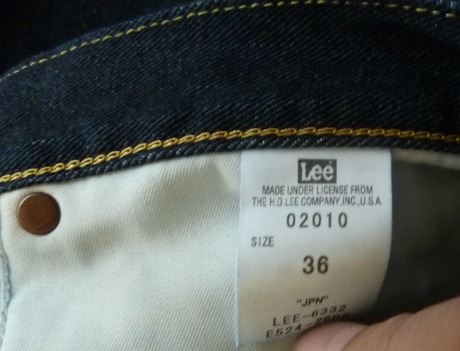 Lee
MADE UNDER LICENSE FROM
THE H.D.LEE COMPANY,INC.,U.S.A.
02010
SIZE
36
"JPN"
LEE-6332